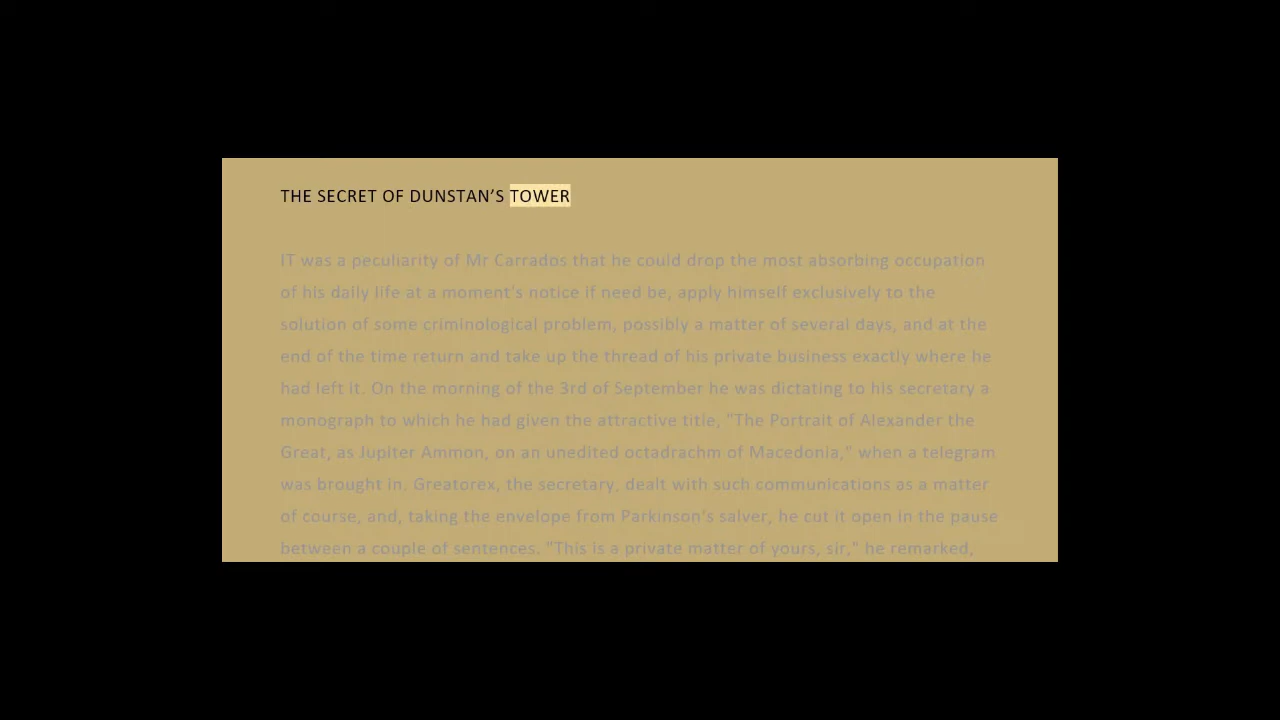 THE SECRET OF DUNSTAN’S TOWER
IT was a peculiarity of Mr Carrados that he could drop the most absorbing occupation
of his daily life at a moment's notice if need be, apply himself exclusively to the
solution of some criminological problem, possibly a matter of several days, and at the
end of the time return and take up the thread of his private business exactly where he
had left it. On the morning of the 3rd of September he was dictating to his secretary a
monograph to which he had given the attractive title, "The Portrait of Alexander the
Great, as Jupiter Ammon, on an unedited octadrachm of Macedonia," when a telegram
was brought in. Greatorex, the secretary, dealt with such communications as a matter
of course, and, taking the envelope from Parkinson's salver, he cut it open in the pause
between a couple of sentences. "This is a private matter of yours, sir," he remarked,